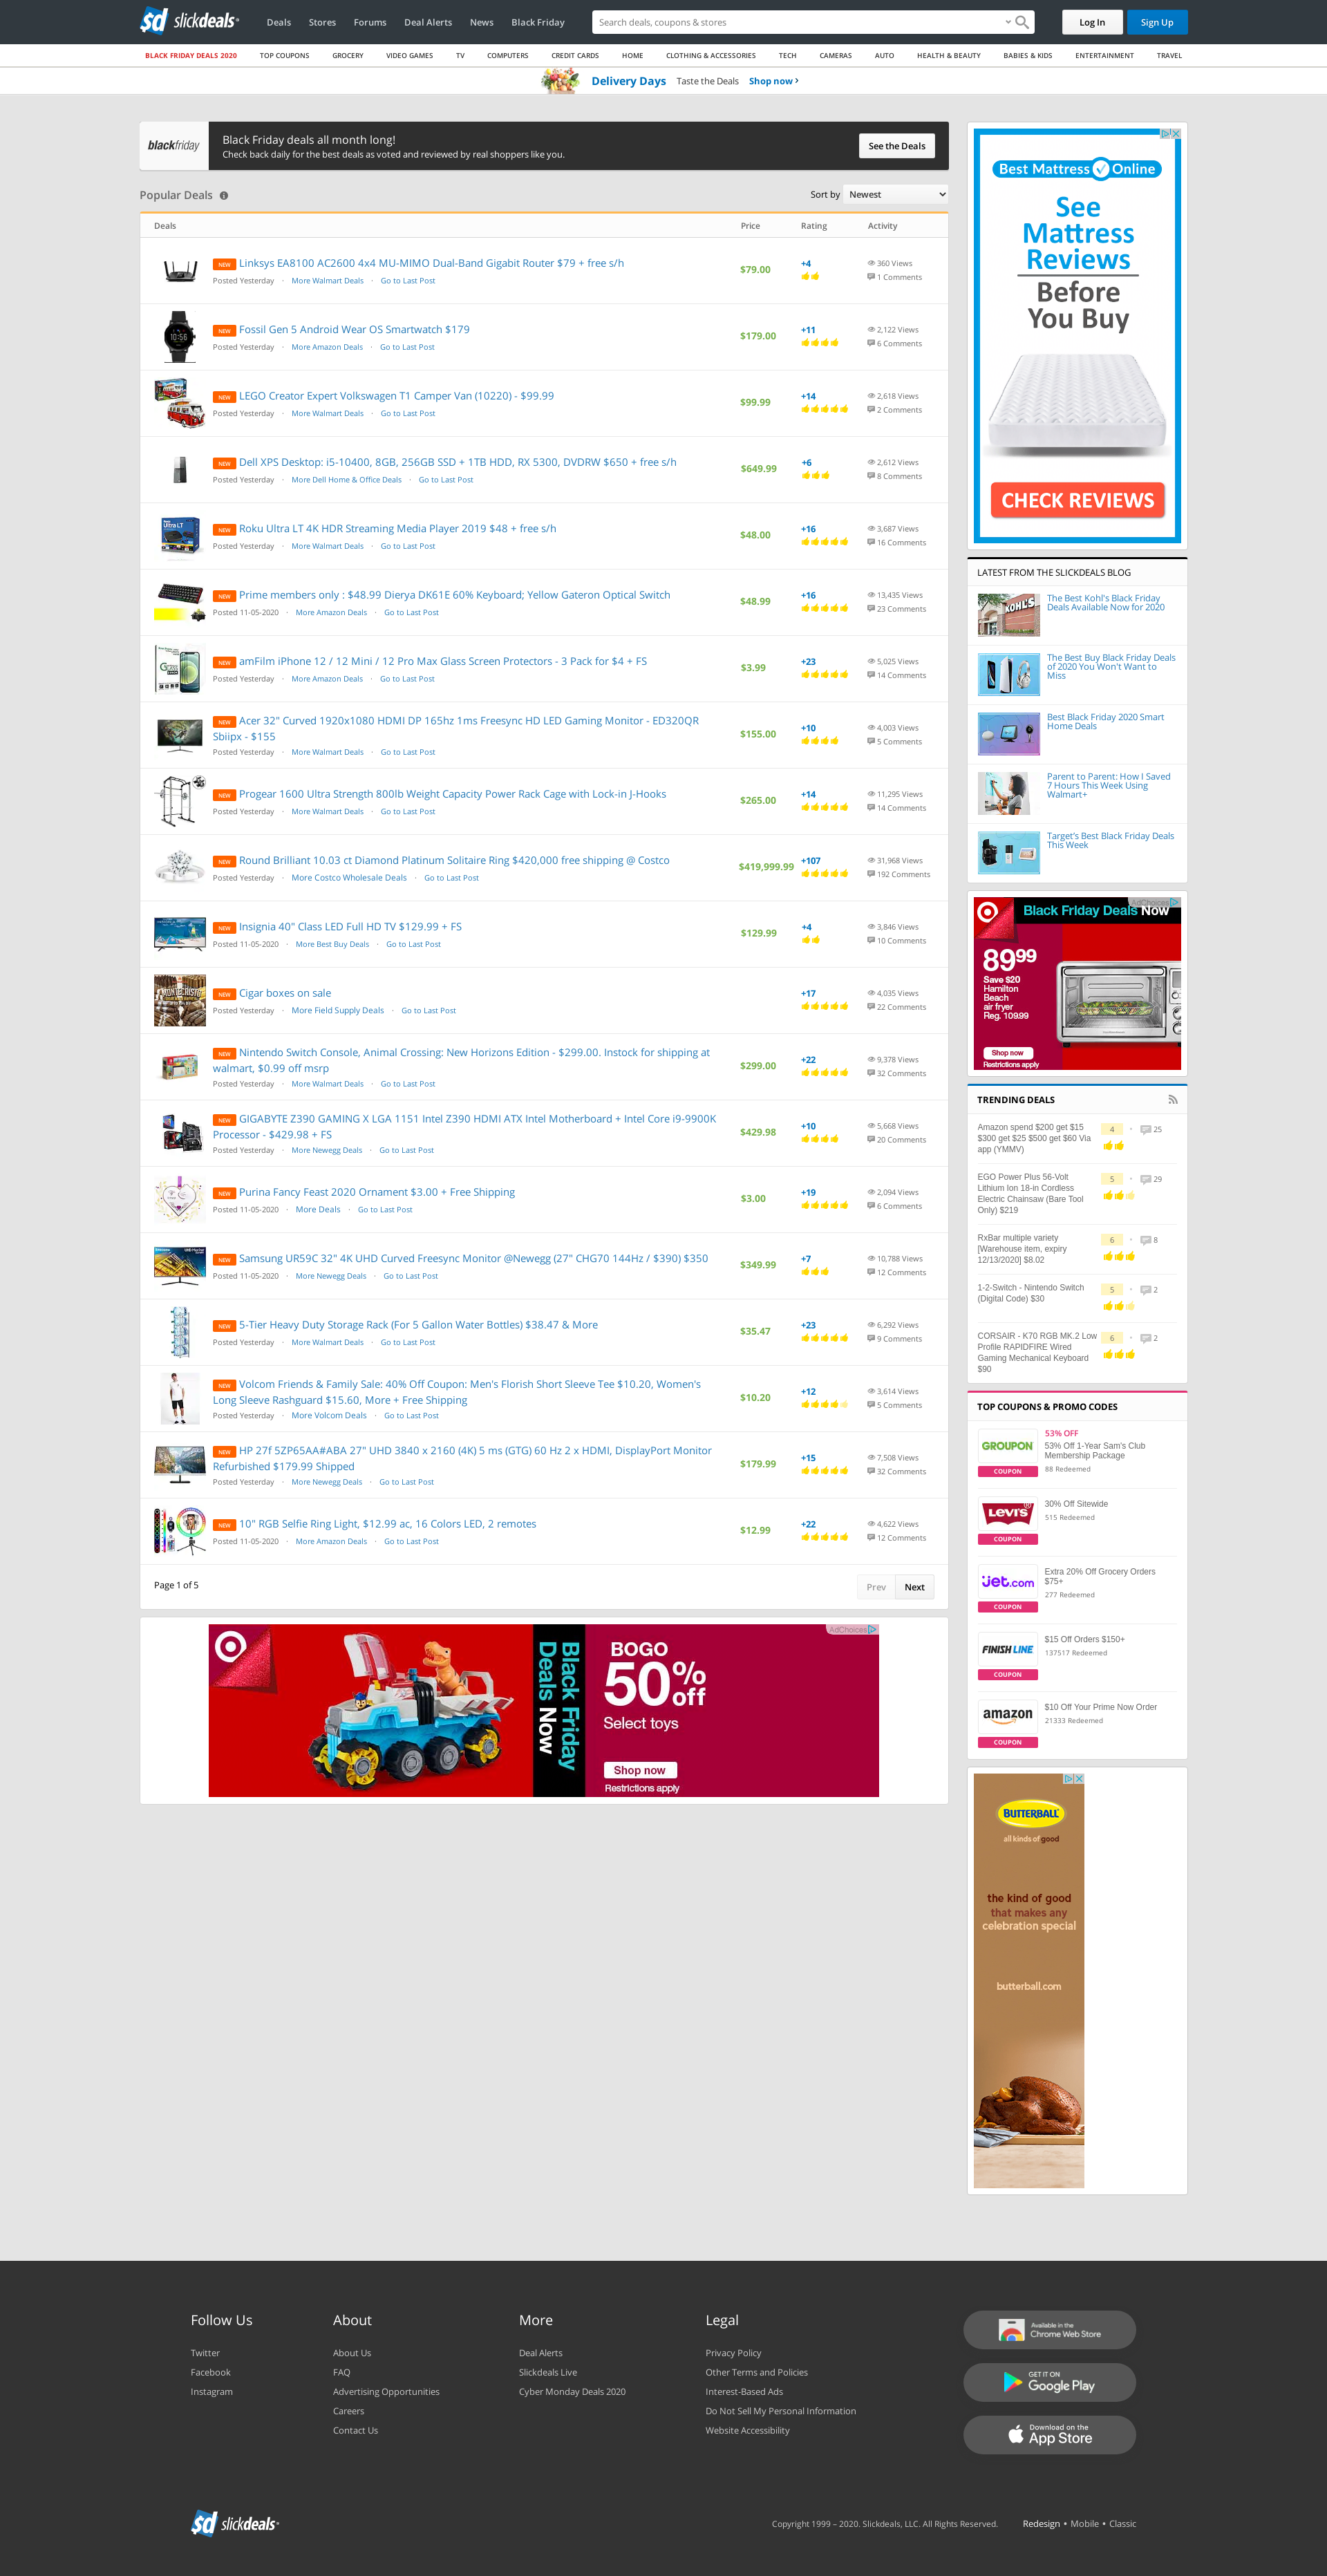 slickdeals
Deals Stores Forums Deal Alerts News Black Friday
Search deals, coupons & stores
Log In Sign Up
BLACK FRIDAY DEALS 2020 TOP COUPONS GROCERY VIDEO GAMES TV COMPUTERS CREDIT CARDS HOME CLOTHING & ACCESSORIES TECH CAMERAS AUTO HEALTH & BEAUTY BABIES & KIDS ENTERTAINMENT TRAVEL
Delivery Days Taste the Deals Shop now ›
blackfriday
Black Friday deals all month long!
Check back daily for the best deals as voted and reviewed by real shoppers like you.
See the Deals
Popular Deals
Sort by Newest
Deals Price Rating Activity
NEW Linksys EA8100 AC2600 4x4 MU-MIMO Dual-Band Gigabit Router $79 + free s/h
Posted Yesterday · More Walmart Deals · Go to Last Post
$79.00 +4 360 Views
1 Comments
NEW Fossil Gen 5 Android Wear OS Smartwatch $179
Posted Yesterday · More Amazon Deals · Go to Last Post
$179.00 +11 2,122 Views
6 Comments
NEW LEGO Creator Expert Volkswagen T1 Camper Van (10220) - $99.99
Posted Yesterday · More Walmart Deals · Go to Last Post
$99.99 +14 2,618 Views
2 Comments
NEW Dell XPS Desktop: i5-10400, 8GB, 256GB SSD + 1TB HDD, RX 5300, DVDRW $650 + free s/h
Posted Yesterday · More Dell Home & Office Deals · Go to Last Post
$649.99 +6 2,612 Views
8 Comments
NEW Roku Ultra LT 4K HDR Streaming Media Player 2019 $48 + free s/h
Posted Yesterday · More Walmart Deals · Go to Last Post
$48.00 +16 3,687 Views
16 Comments
NEW Prime members only : $48.99 Dierya DK61E 60% Keyboard; Yellow Gateron Optical Switch
Posted 11-05-2020 · More Amazon Deals · Go to Last Post
$48.99 +16 13,435 Views
23 Comments
NEW amFilm iPhone 12 / 12 Mini / 12 Pro Max Glass Screen Protectors - 3 Pack for $4 + FS
Posted Yesterday · More Amazon Deals · Go to Last Post
$3.99 +23 5,025 Views
14 Comments
NEW Acer 32" Curved 1920x1080 HDMI DP 165hz 1ms Freesync HD LED Gaming Monitor - ED320QR
Sbiipx - $155
Posted Yesterday · More Walmart Deals · Go to Last Post
$155.00 +10 4,003 Views
5 Comments
NEW Progear 1600 Ultra Strength 800lb Weight Capacity Power Rack Cage with Lock-in J-Hooks
Posted Yesterday · More Walmart Deals · Go to Last Post
$265.00 +14 11,295 Views
14 Comments
NEW Round Brilliant 10.03 ct Diamond Platinum Solitaire Ring $420,000 free shipping @ Costco
Posted Yesterday · More Costco Wholesale Deals · Go to Last Post
$419,999.99 +107 31,968 Views
192 Comments
NEW Insignia 40" Class LED Full HD TV $129.99 + FS
Posted 11-05-2020 · More Best Buy Deals · Go to Last Post
$129.99 +4 3,846 Views
10 Comments
NEW Cigar boxes on sale
Posted Yesterday · More Field Supply Deals · Go to Last Post
+17 4,035 Views
22 Comments
NEW Nintendo Switch Console, Animal Crossing: New Horizons Edition - $299.00. Instock for shipping at
walmart, $0.99 off msrp
Posted Yesterday · More Walmart Deals · Go to Last Post
$299.00 +22 9,378 Views
32 Comments
NEW GIGABYTE Z390 GAMING X LGA 1151 Intel Z390 HDMI ATX Intel Motherboard + Intel Core i9-9900K
Processor - $429.98 + FS
Posted Yesterday · More Newegg Deals · Go to Last Post
$429.98 +10 5,668 Views
20 Comments
NEW Purina Fancy Feast 2020 Ornament $3.00 + Free Shipping
Posted 11-05-2020 · More Deals · Go to Last Post
$3.00 +19 2,094 Views
6 Comments
NEW Samsung UR59C 32" 4K UHD Curved Freesync Monitor @Newegg (27" CHG70 144Hz / $390) $350
Posted 11-05-2020 · More Newegg Deals · Go to Last Post
$349.99 +7 10,788 Views
12 Comments
NEW 5-Tier Heavy Duty Storage Rack (For 5 Gallon Water Bottles) $38.47 & More
Posted Yesterday · More Walmart Deals · Go to Last Post
$35.47 +23 6,292 Views
9 Comments
NEW Volcom Friends & Family Sale: 40% Off Coupon: Men's Florish Short Sleeve Tee $10.20, Women's
Long Sleeve Rashguard $15.60, More + Free Shipping
Posted Yesterday · More Volcom Deals · Go to Last Post
$10.20 +12 3,614 Views
5 Comments
NEW HP 27f 5ZP65AA#ABA 27" UHD 3840 x 2160 (4K) 5 ms (GTG) 60 Hz 2 x HDMI, DisplayPort Monitor
Refurbished $179.99 Shipped
Posted Yesterday · More Newegg Deals · Go to Last Post
$179.99 +15 7,508 Views
32 Comments
NEW 10" RGB Selfie Ring Light, $12.99 ac, 16 Colors LED, 2 remotes
Posted 11-05-2020 · More Amazon Deals · Go to Last Post
$12.99 +22 4,622 Views
12 Comments
Page 1 of 5
Prev Next
AdChoices
Black Friday
Deals Now
BOGO
50% off
Select toys
Shop now
Restrictions apply
Best Mattress Online
See
Mattress
Reviews
Before
You Buy
CHECK REVIEWS
LATEST FROM THE SLICKDEALS BLOG
KOHL'S
The Best Kohl's Black Friday
Deals Available Now for 2020
The Best Buy Black Friday Deals
of 2020 You Won't Want to
Miss
Best Black Friday 2020 Smart
Home Deals
Parent to Parent: How I Saved
7 Hours This Week Using
Walmart+
Target's Best Black Friday Deals
This Week
AdChoices
Black Friday Deals Now
89 99
Save $20
Hamilton
Beach
air fryer
Reg. 109.99
Shop now
Restrictions apply
TRENDING DEALS
Amazon spend $200 get $15
$300 get $25 $500 get $60 Via
app (YMMV)
4 · 25
EGO Power Plus 56-Volt
Lithium Ion 18-in Cordless
Electric Chainsaw (Bare Tool
Only) $219
5 · 29
RxBar multiple variety
[Warehouse item, expiry
12/13/2020] $8.02
6 · 8
1-2-Switch - Nintendo Switch
(Digital Code) $30
5 · 2
CORSAIR - K70 RGB MK.2 Low
Profile RAPIDFIRE Wired
Gaming Mechanical Keyboard
$90
6 · 2
TOP COUPONS & PROMO CODES
GROUPON
COUPON
53% OFF
53% Off 1-Year Sam's Club
Membership Package
88 Redeemed
LEVI'S
COUPON
30% Off Sitewide
515 Redeemed
jet.com
COUPON
Extra 20% Off Grocery Orders
$75+
277 Redeemed
FINISH LINE
COUPON
$15 Off Orders $150+
137517 Redeemed
amazon
COUPON
$10 Off Your Prime Now Order
21333 Redeemed
BUTTERBALL
all kinds of good
the kind of good
that makes any
celebration special
butterball.com
Follow Us
Twitter
Facebook
Instagram
About
About Us
FAQ
Advertising Opportunities
Careers
Contact Us
More
Deal Alerts
Slickdeals Live
Cyber Monday Deals 2020
Legal
Privacy Policy
Other Terms and Policies
Interest-Based Ads
Do Not Sell My Personal Information
Website Accessibility
Available in the
Chrome Web Store
GET IT ON
Google Play
Download on the
App Store
slickdeals
Copyright 1999 – 2020. Slickdeals, LLC. All Rights Reserved.
Redesign • Mobile • Classic